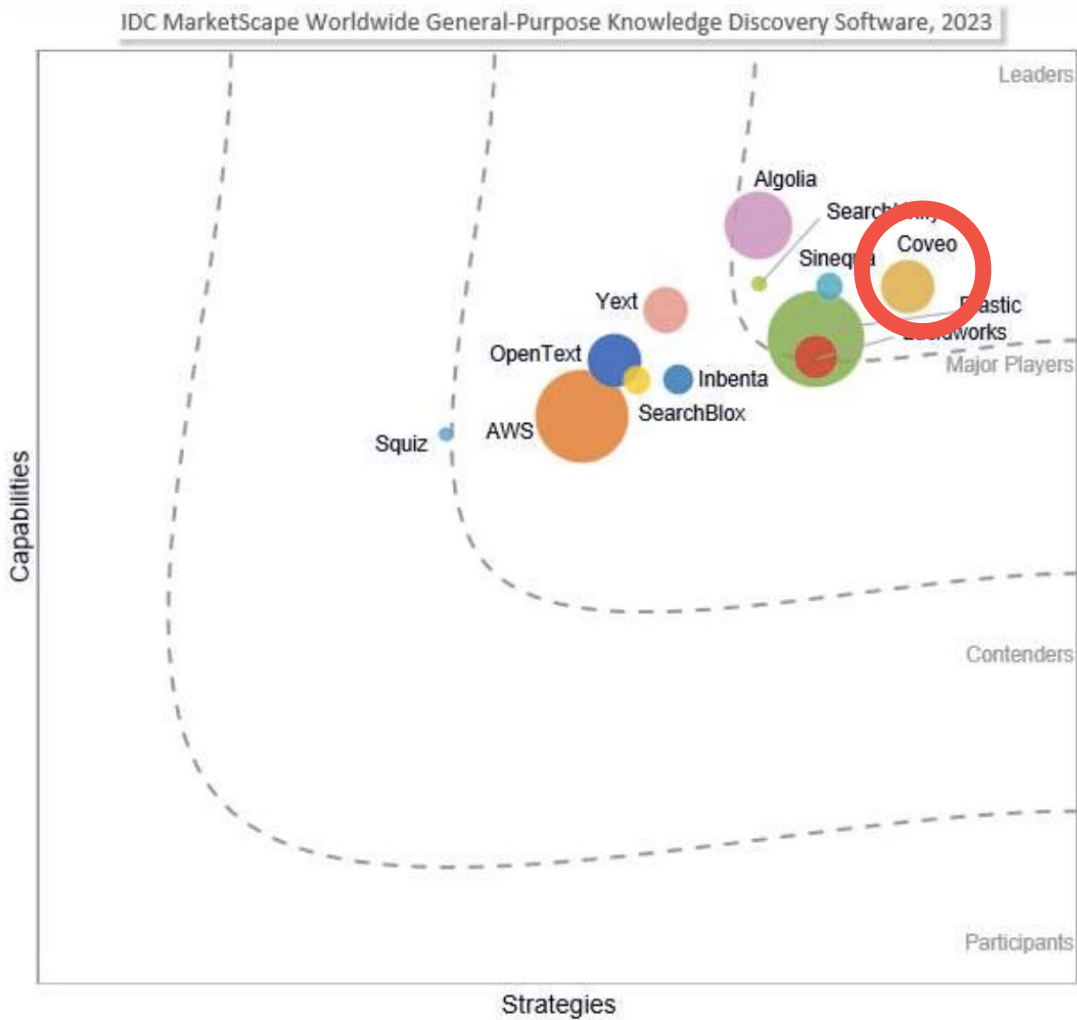 IDC MarketScape Worldwide General-Purpose Knowledge Discovery Software, 2023
Leaders
Algolia
Coveo
Yext
OpenText
Major Players
Inbenta
SearchBlox
AWS
Squiz
Capabilities
Contenders
Participants
Strategies